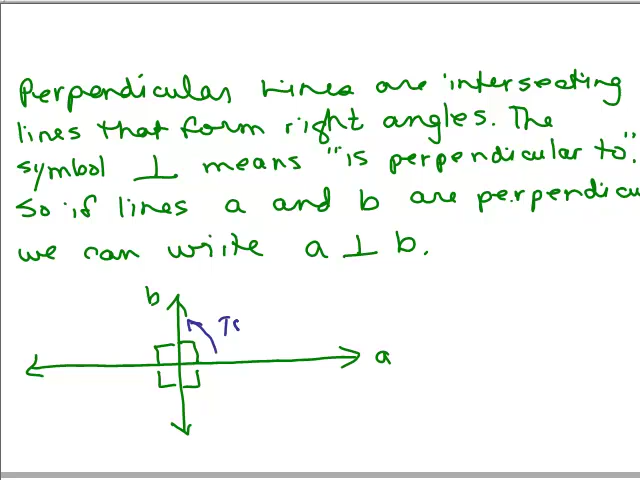 Perpendicular Lines are intersecting
lines that form right angles. The
symbol ⊥ means "is perpendicular to".
So if lines a and b are perpendicu
we can write a ⊥ b.
b
a